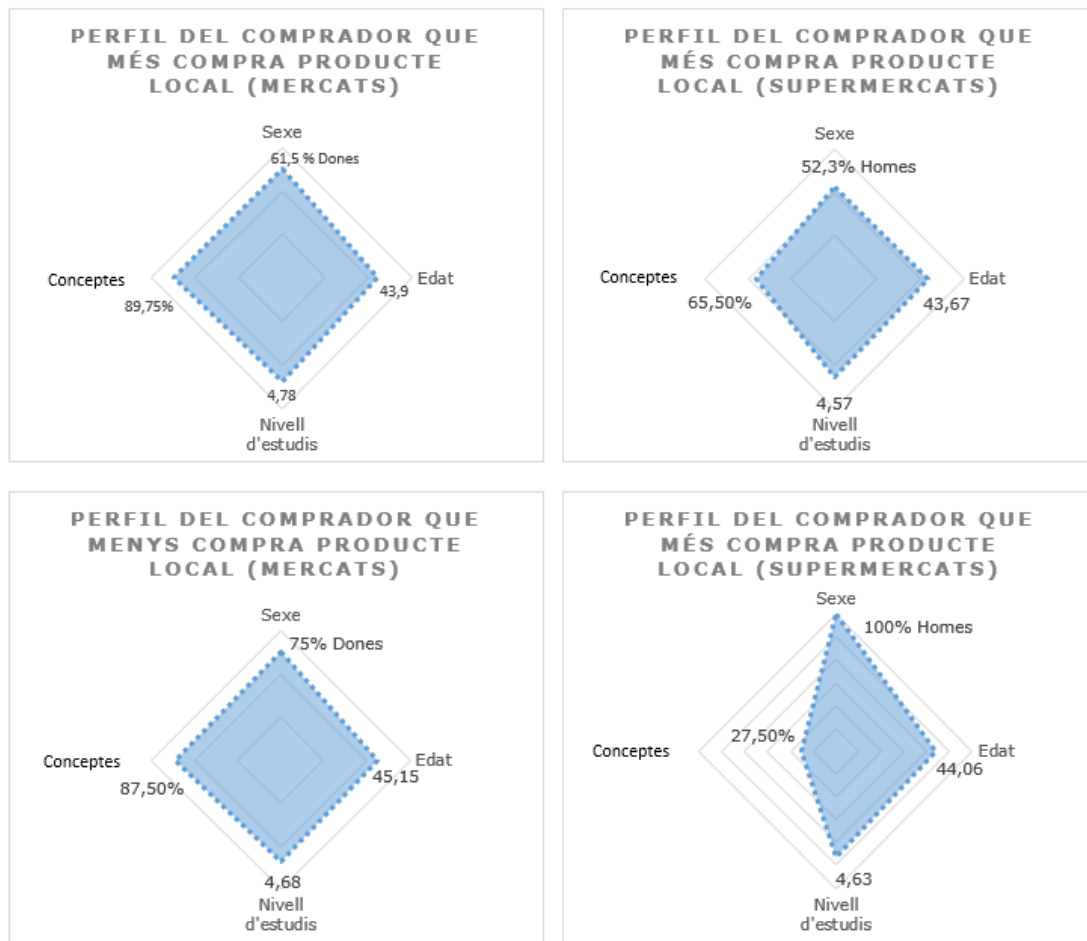 PERFIL DEL COMPRADOR QUE
MÉS COMPRA PRODUCTE
LOCAL (MERCATS)
Sexe
61,5 % Dones
Conceptes
Edat
89,75%
43,9
4,78
Nivell
d'estudis
PERFIL DEL COMPRADOR QUE
MÉS COMPRA PRODUCTE
LOCAL (SUPERMERCATS)
Sexe
52,3% Homes
Conceptes
Edat
65,50%
43,67
4,57
Nivell
d'estudis
PERFIL DEL COMPRADOR QUE
MENYS COMPRA PRODUCTE
LOCAL (MERCATS)
Sexe
75% Dones
Conceptes
Edat
87,50%
45,15
4,68
Nivell
d'estudis
PERFIL DEL COMPRADOR QUE
MÉS COMPRA PRODUCTE
LOCAL (SUPERMERCATS)
Sexe
100% Homes
27,50%
Conceptes
Edat
44,06
4,63
Nivell
d'estudis